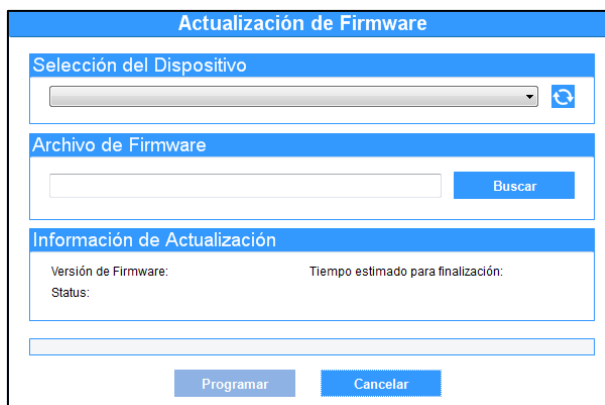 Actualización de Firmware
Selección del Dispositivo
Archivo de Firmware
Buscar
Información de Actualización
Versión de Firmware: Tiempo estimado para finalización:
Status:
Programar Cancelar